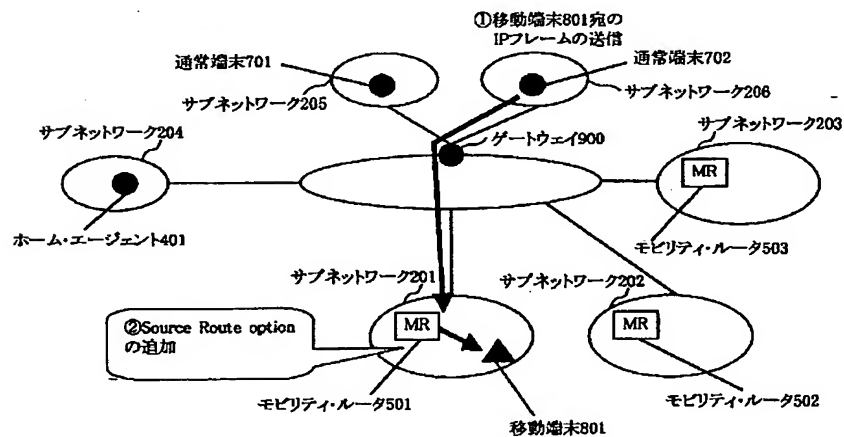 ①移動端末801宛の
IPフレームの送信
通常端末701
通常端末702
サブネットワーク205
サブネットワーク206
サブネットワーク204
ゲートウェイ900
サブネットワーク203
MR
ホーム・エージェント401
モビリティ・ルータ503
サブネットワーク201
サブネットワーク202
②Source Route option
の追加
MR
MR
モビリティ・ルータ501
モビリティ・ルータ502
移動端末801